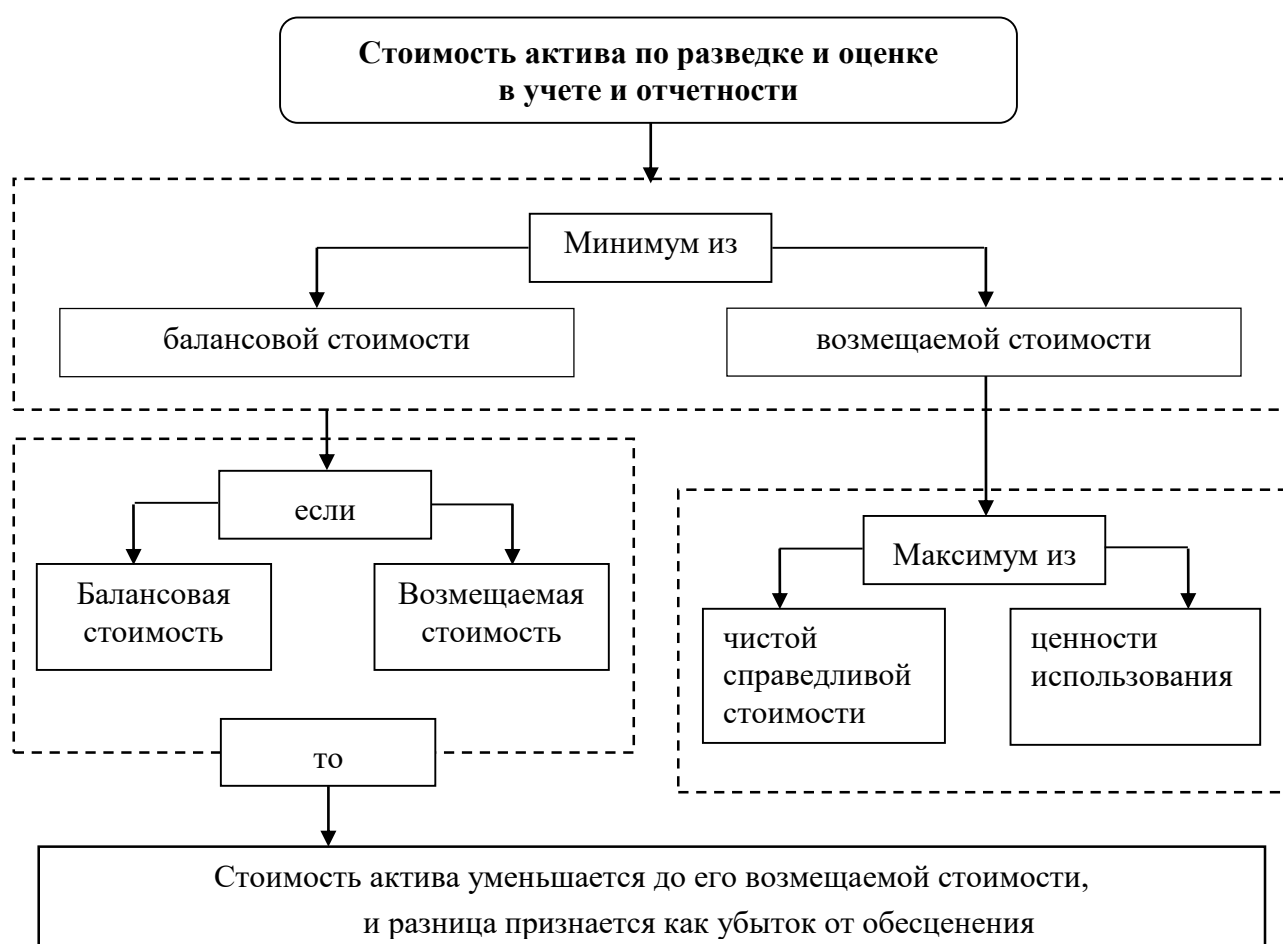 Стоимость актива по разведке и оценке
в учете и отчетности
Минимум из
балансовой стоимости
возмещаемой стоимости
если
Балансовая
стоимость
Возмещаемая
стоимость
то
Максимум из
чистой
справедливой
стоимости
ценности
использования
Стоимость актива уменьшается до его возмещаемой стоимости,
и разница признается как убыток от обесценения